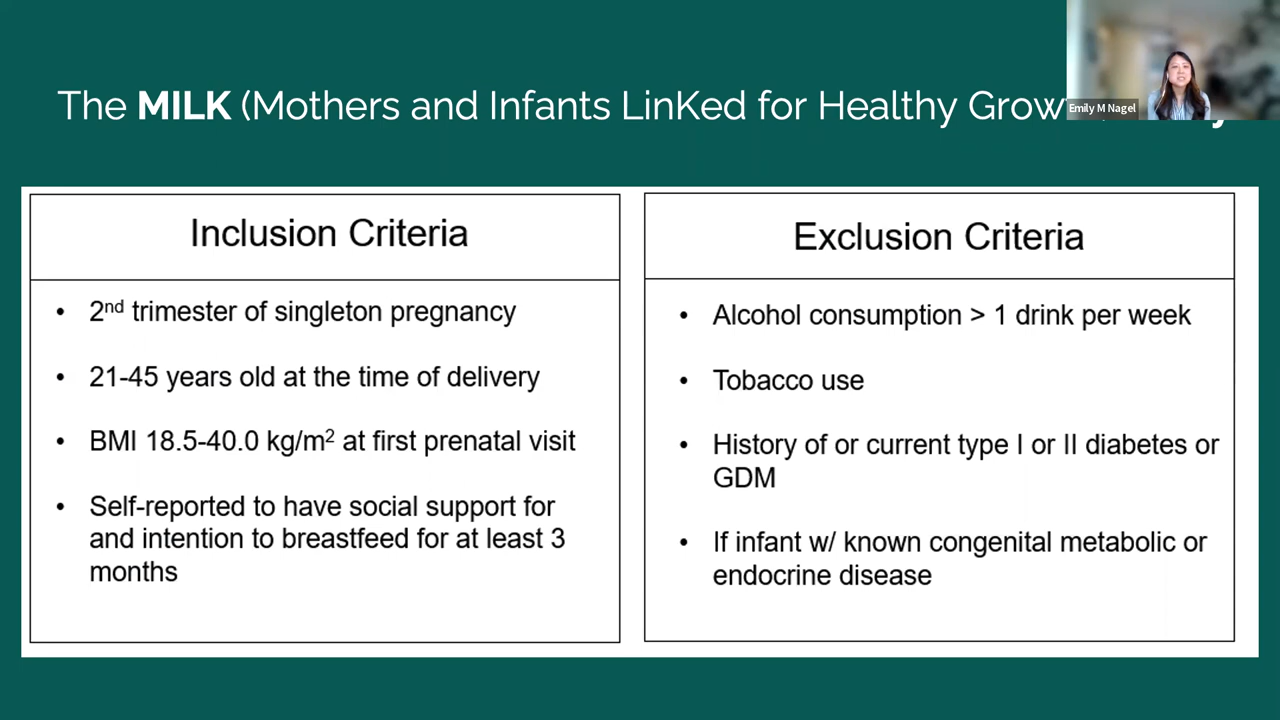 The MILK (Mothers and Infants LinKed for Healthy
Emily M Nagel
Inclusion Criteria
• 2nd trimester of singleton pregnancy
• 21-45 years old at the time of delivery
• BMI 18.5-40.0 kg/m2 at first prenatal visit
• Self-reported to have social support for
and intention to breastfeed for at least 3
months
Exclusion Criteria
• Alcohol consumption > 1 drink per week
• Tobacco use
• History of or current type I or II diabetes or
GDM
• If infant w/ known congenital metabolic or
endocrine disease